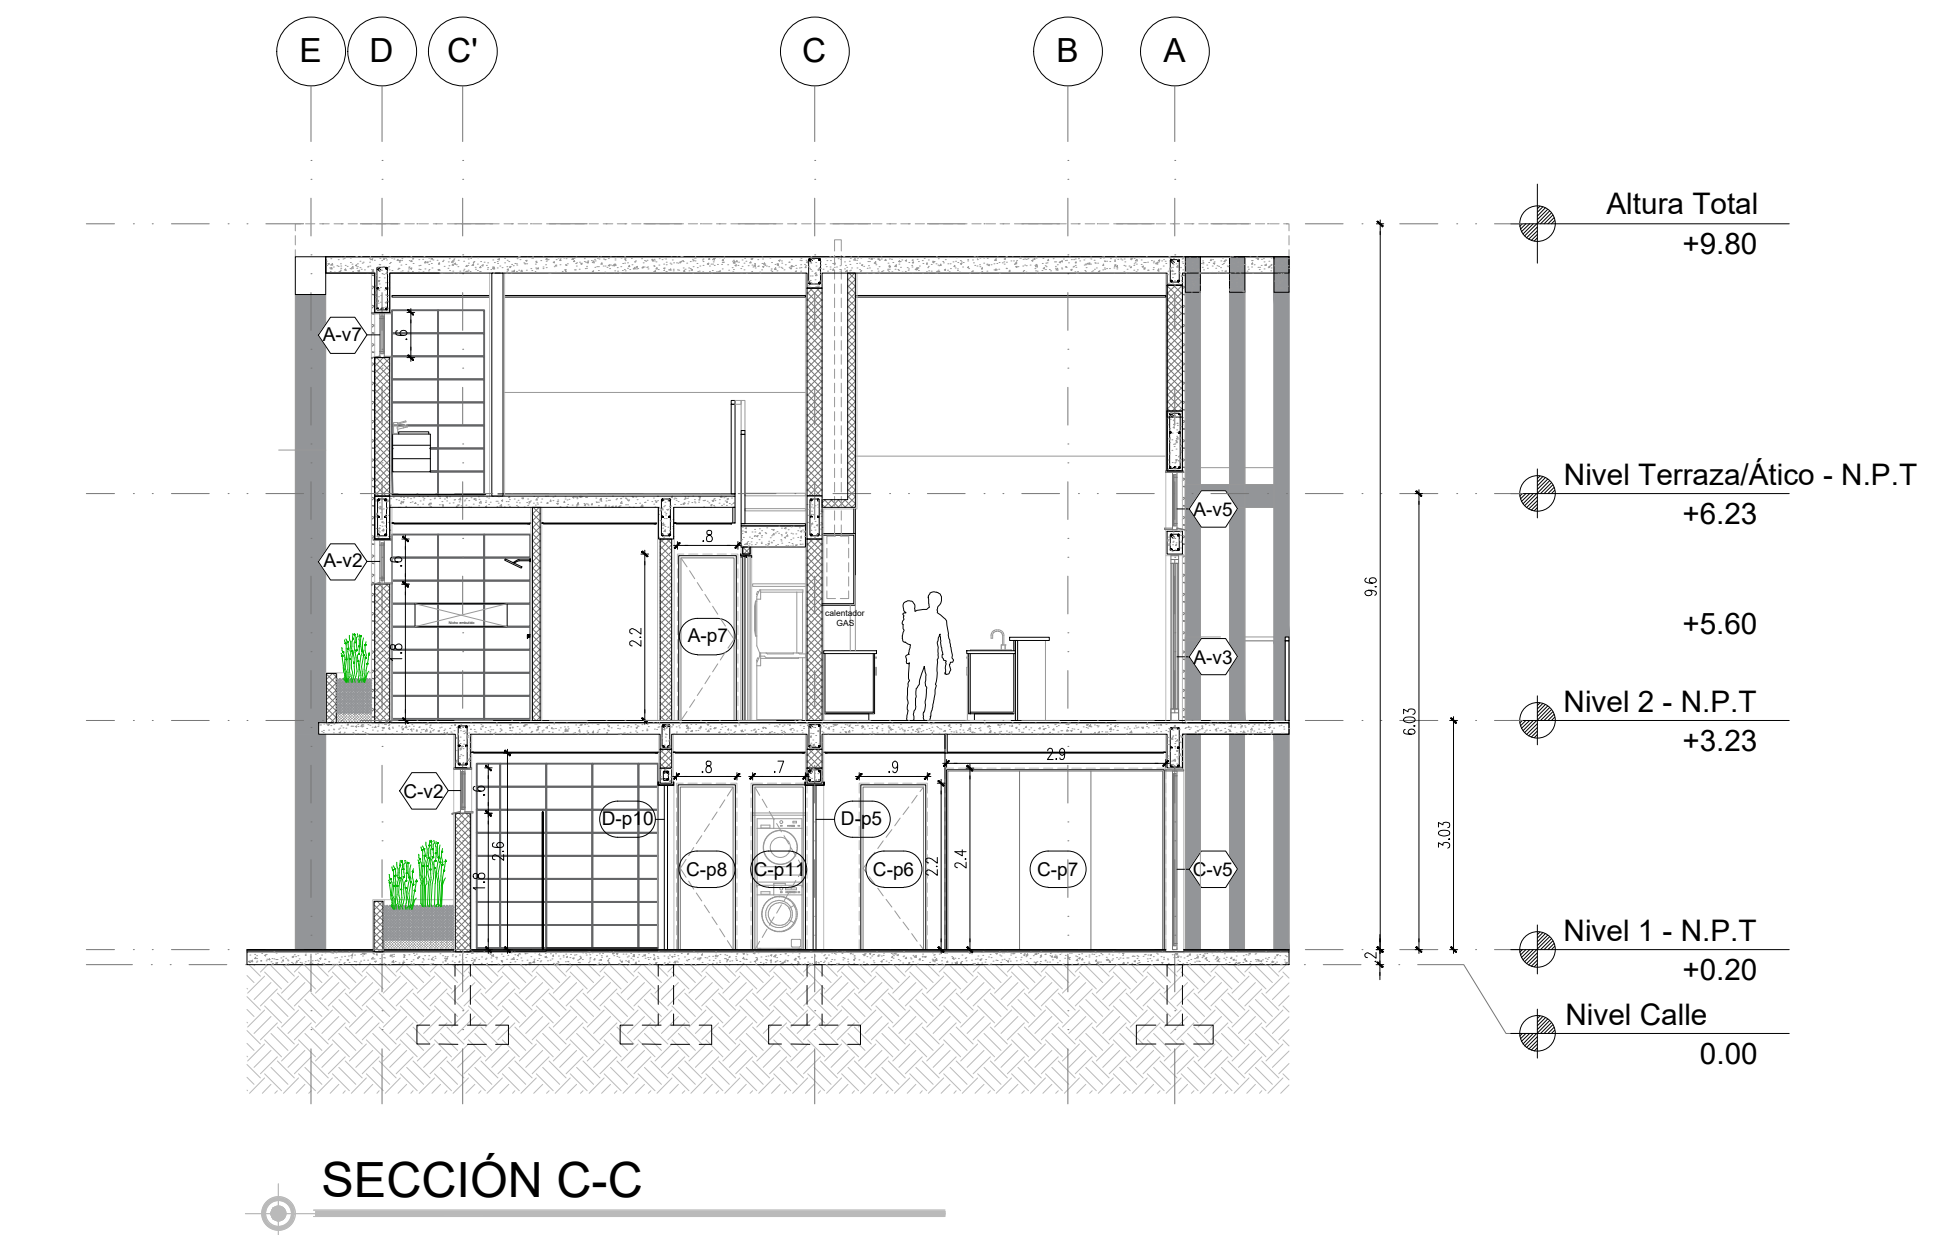 E D C' C B A
Altura Total
+9.80
A-v7
.6
Nivel Terraza/Ático - N.P.T
+6.23
A-v5
.8
A-v2
.6
9.6
calentador
GAS
+5.60
2.2
A-p7
1.8
A-v3
Nivel 2 - N.P.T
+3.23
6.03
2.9
.8 .7 .9
C-v2
.6
D-p10
D-p5
2.6
3.03
2.2
2.4
1.8
C-p8
C-p11
C-p6
C-p7
C-v5
Nivel 1 - N.P.T
+0.20
.2
Nivel Calle
0.00
SECCIÓN C-C